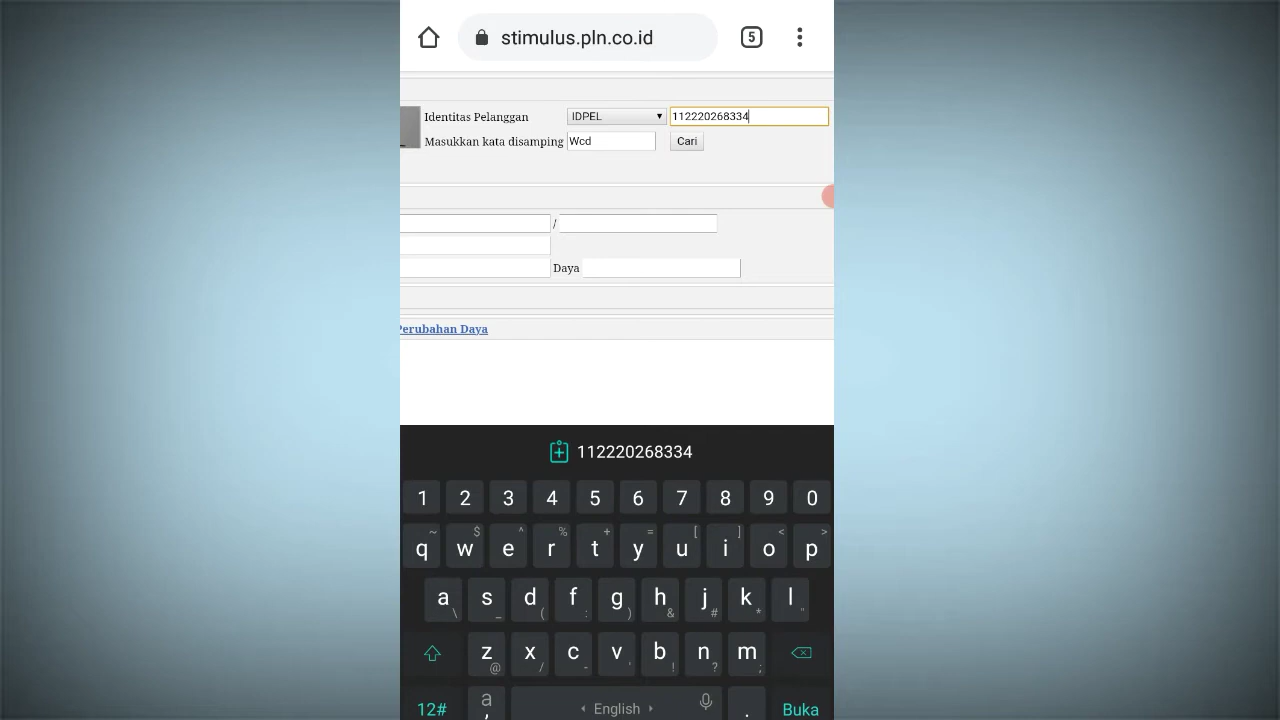 stimulus.pln.co.id 5
Identitas Pelanggan IDPEL 112220268334
Masukkan kata disamping Wcd Cari
/
Daya
Perubahan Daya
112220268334
1 2 3 4 5 6 7 8 9 0
~ $ ^ % + = [ ] < >
q w e r t y u i o p
a s d f g h j k l
\ _ ( : ) & # * "
z x c v b n m
@ / - ' ! ? ;
12# a , English . Buka